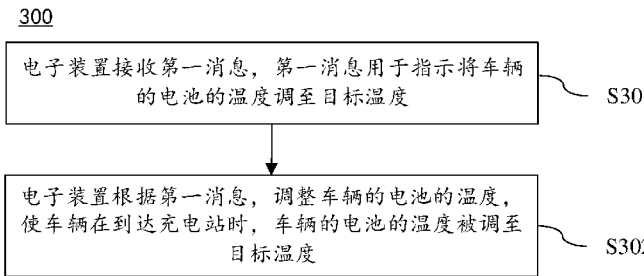 300
电子装置接收第一消息，第一消息用于指示将车辆
的电池的温度调至目标温度
S30
电子装置根据第一消息，调整车辆的电池的温度，
使车辆在到达充电站时，车辆的电池的温度被调至
目标温度
S302